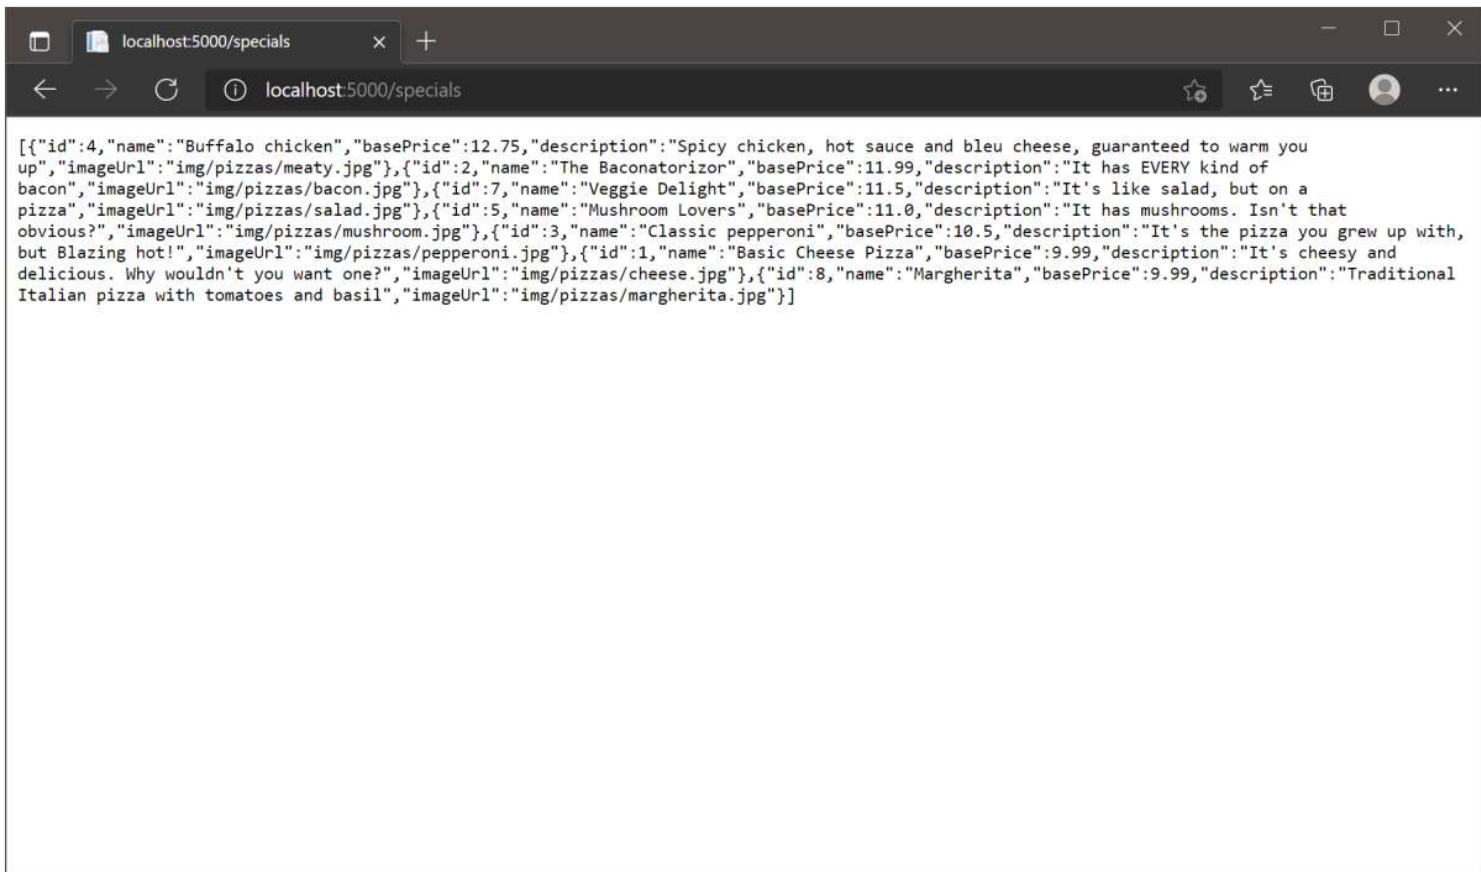 localhost:5000/specials
localhost:5000/specials
[{"id":4,"name":"Buffalo chicken","basePrice":12.75,"description":"Spicy chicken, hot sauce and bleu cheese, guaranteed to warm you
up","imageUrl":"img/pizzas/meaty.jpg"},{"id":2,"name":"The Baconatorizor","basePrice":11.99,"description":"It has EVERY kind of
bacon","imageUrl":"img/pizzas/bacon.jpg"},{"id":7,"name":"Veggie Delight","basePrice":11.5,"description":"It's like salad, but on a
pizza","imageUrl":"img/pizzas/salad.jpg"},{"id":5,"name":"Mushroom Lovers","basePrice":11.0,"description":"It has mushrooms. Isn't that
obvious?","imageUrl":"img/pizzas/mushroom.jpg"},{"id":3,"name":"Classic pepperoni","basePrice":10.5,"description":"It's the pizza you grew up with,
but Blazing hot!","imageUrl":"img/pizzas/pepperoni.jpg"},{"id":1,"name":"Basic Cheese Pizza","basePrice":9.99,"description":"It's cheesy and
delicious. Why wouldn't you want one?","imageUrl":"img/pizzas/cheese.jpg"},{"id":8,"name":"Margherita","basePrice":9.99,"description":"Traditional
Italian pizza with tomatoes and basil","imageUrl":"img/pizzas/margherita.jpg"}]